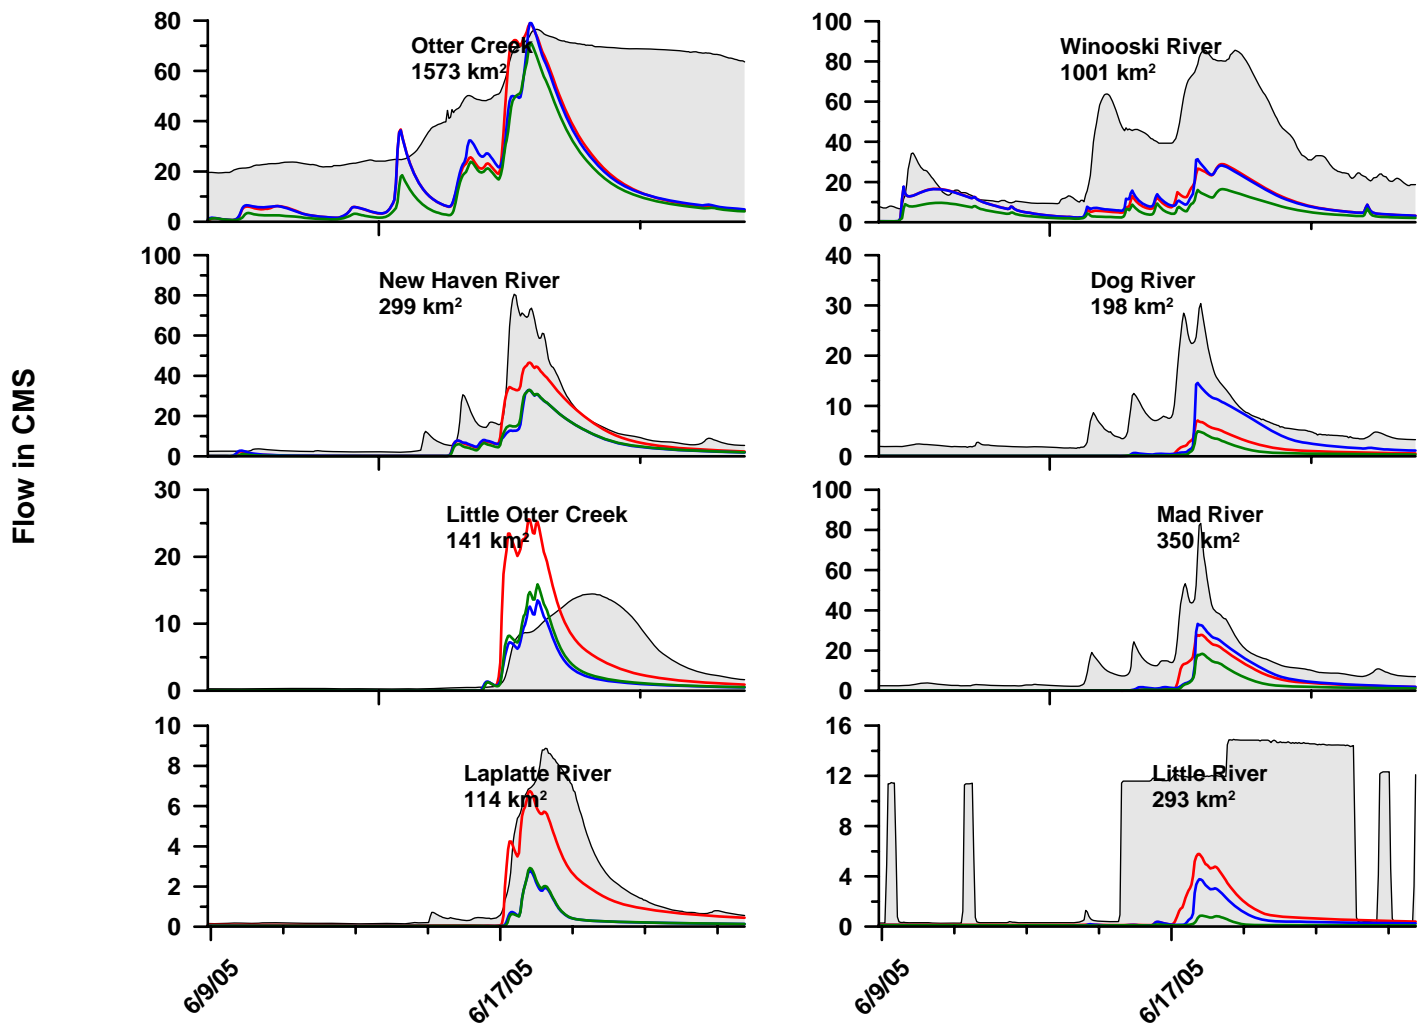 Flow in CMS
80
60
40
20
0
Otter Creek
1573 km²
100
80
60
40
20
0
Winooski River
1001 km²
100
80
60
40
20
0
New Haven River
299 km²
40
30
20
10
0
Dog River
198 km²
30
20
10
0
Little Otter Creek
141 km²
100
80
60
40
20
0
Mad River
350 km²
10
8
6
4
2
0
Laplatte River
114 km²
16
12
8
4
0
Little River
293 km²
6/9/05
6/17/05
6/9/05
6/17/05